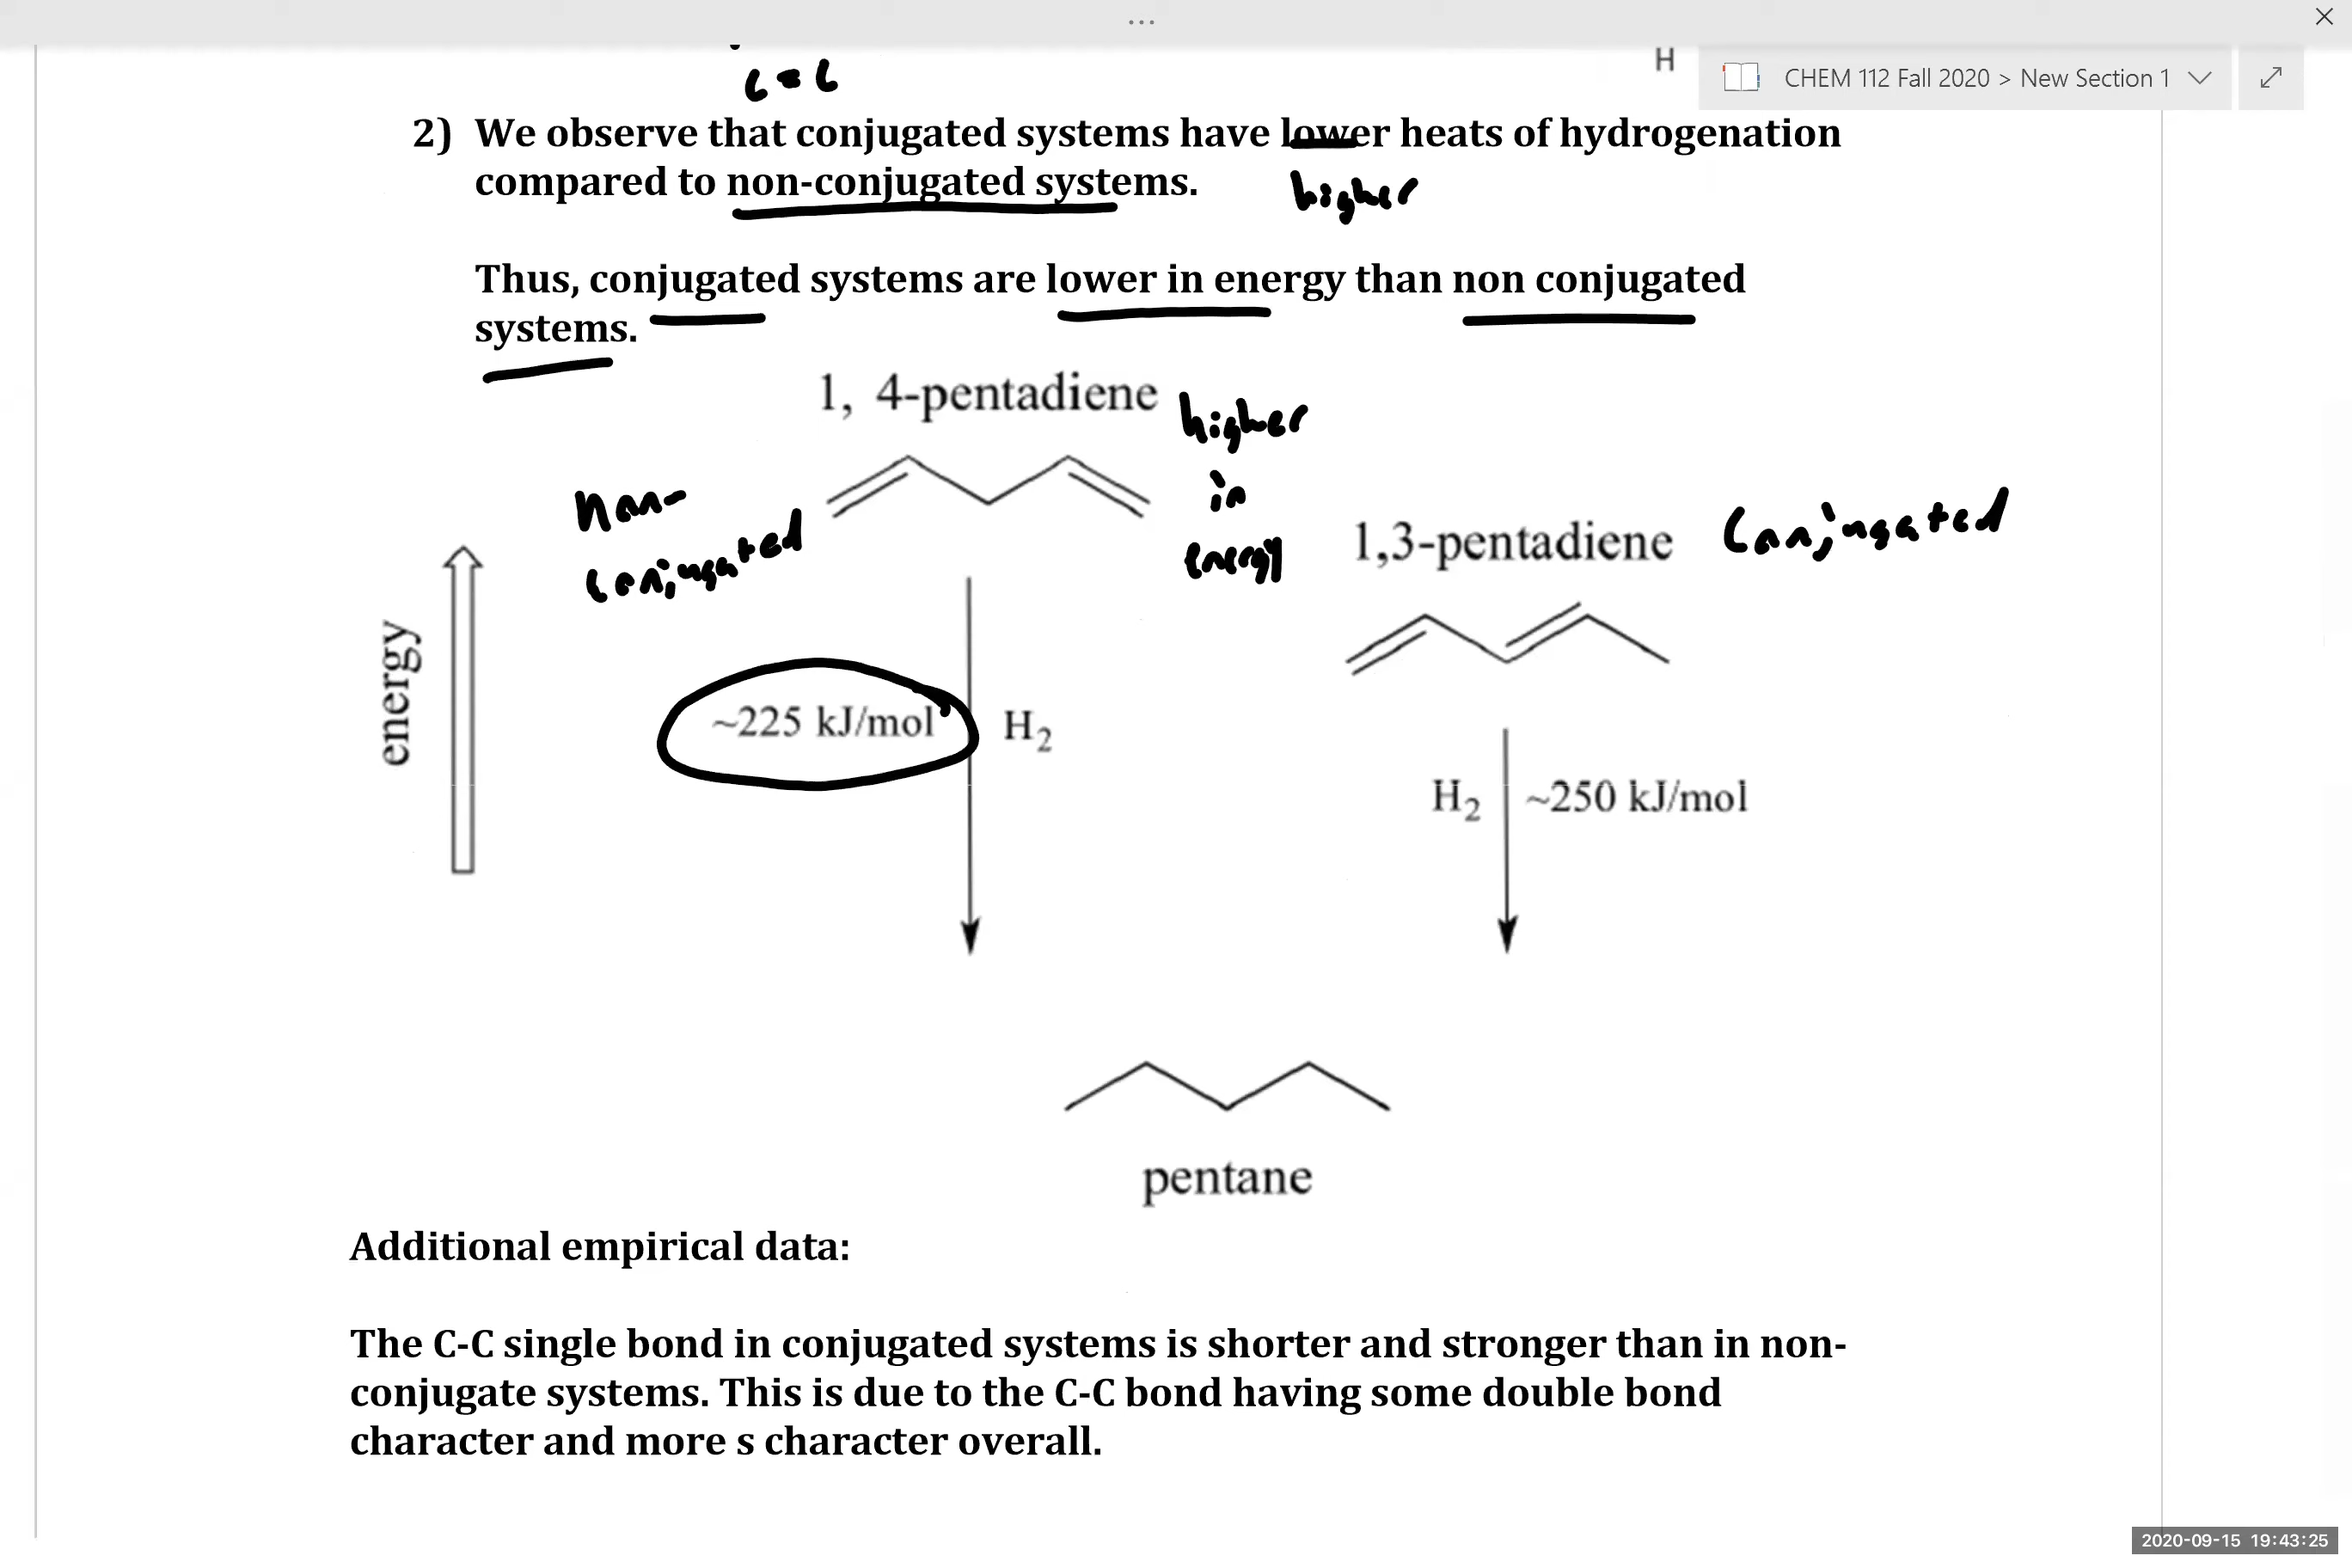 ...
c = c
H
CHEM 112 Fall 2020 > New Section 1
2) We observe that conjugated systems have lower heats of hydrogenation
compared to non-conjugated systems.
higher
Thus, conjugated systems are lower in energy than non conjugated
systems.
1, 4-pentadiene
higher
in
energy
non-
conjugated
1,3-pentadiene
Conjugated
energy
~225 kJ/mol
H₂
H₂
~250 kJ/mol
pentane
Additional empirical data:
The C-C single bond in conjugated systems is shorter and stronger than in non-
conjugate systems. This is due to the C-C bond having some double bond
character and more s character overall.
2020-09-15 19:43:25